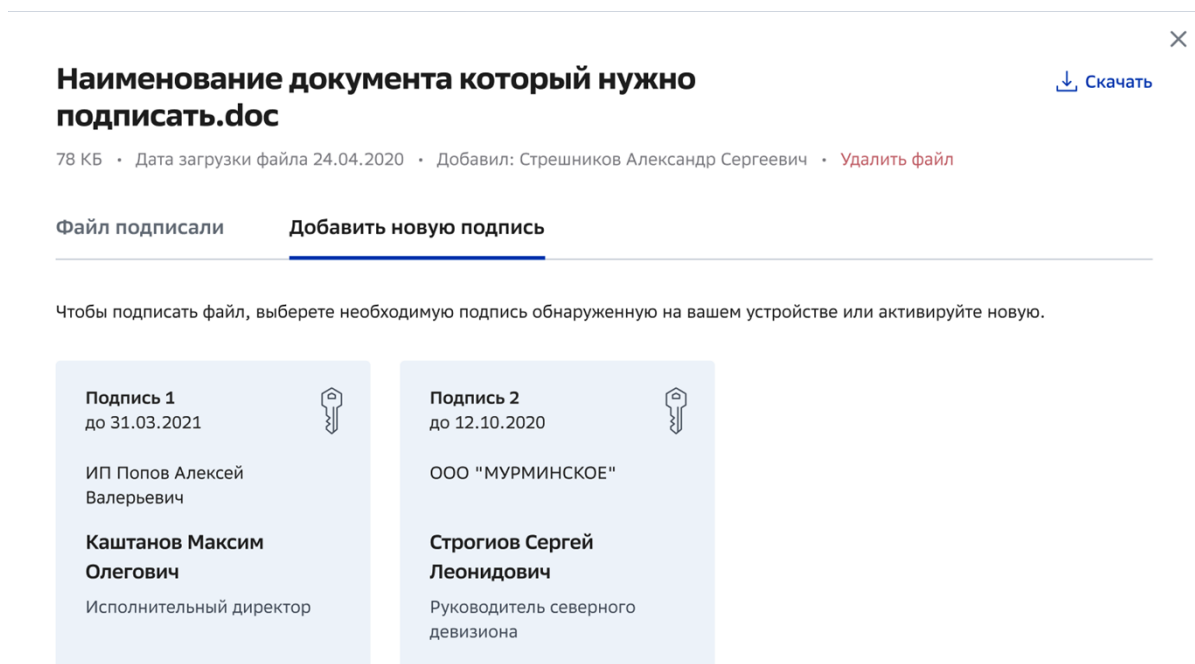 Наименование документа который нужно
подписать.doc
Скачать
78 КБ • Дата загрузки файла 24.04.2020 • Добавил: Стрешников Александр Сергеевич • Удалить файл
Файл подписали
Добавить новую подпись
Чтобы подписать файл, выберете необходимую подпись обнаруженную на вашем устройстве или активируйте новую.
Подпись 1
до 31.03.2021
ИП Попов Алексей
Валерьевич
Каштанов Максим
Олегович
Исполнительный директор
Подпись 2
до 12.10.2020
ООО "МУРМИНСКОЕ"
Строгиов Сергей
Леонидович
Руководитель северного
девизиона